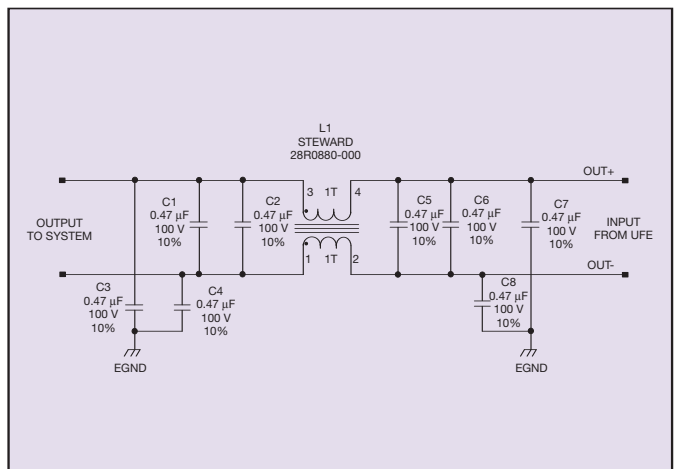 L1
STEWARD
28R0880-000
3 1T 4
OUT+
C1
0.47 µF
100 V
10%
C2
0.47 µF
100 V
10%
C5
0.47 µF
100 V
10%
C6
0.47 µF
100 V
10%
C7
0.47 µF
100 V
10%
OUTPUT
TO SYSTEM
INPUT
FROM UFE
1 1T 2
OUT-
C3
0.47 µF
100 V
10%
C4
0.47 µF
100 V
10%
C8
0.47 µF
100 V
10%
EGND
EGND